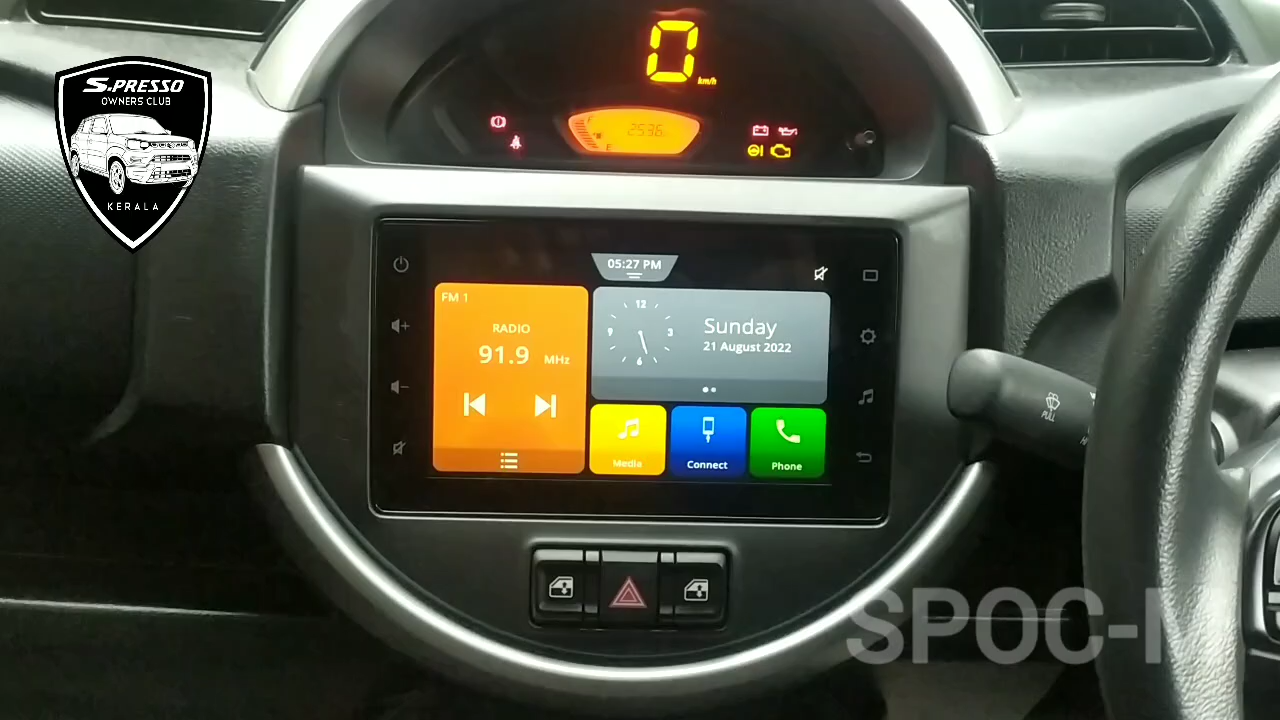 S.PRESSO
OWNERS CLUB
KERALA
0
km/h
F
2536
E
05:27 PM
FM 1
RADIO
91.9 MHz
12
3
6
9
Sunday
21 August 2022
Media
Connect
Phone
PULL
SPOC-M